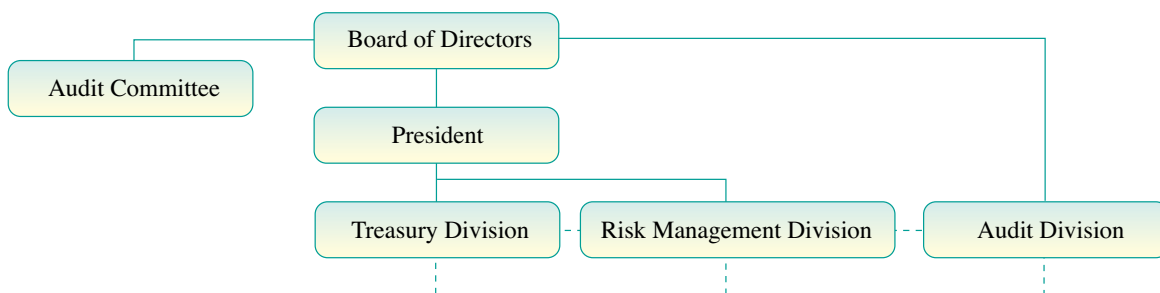 Board of Directors
Audit Committee
President
Treasury Division
Risk Management Division
Audit Division